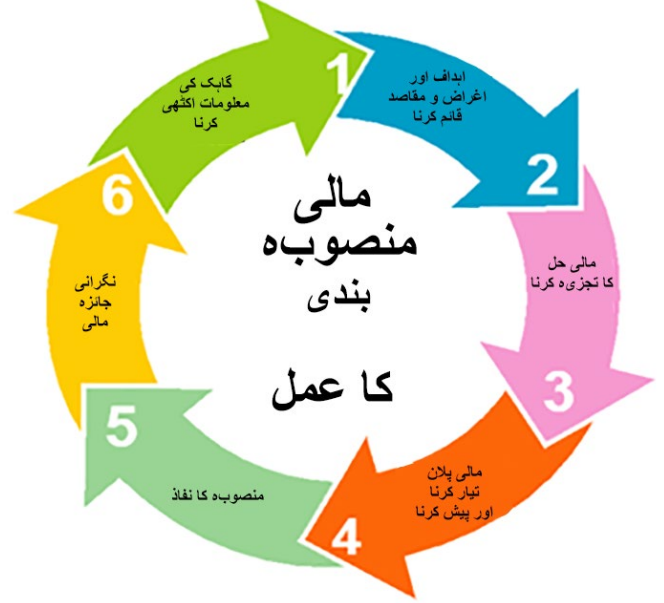 مالی
منصوبہ
بندی
کا عمل
1
گاہک کی
معلومات اکٹھی
کرنا
2
اہداف اور
اغراض و مقاصد
قائم کرنا
3
مالی حل
کا تجزیہ کرنا
4
مالی پلان
تیار کرنا
اور پیش کرنا
5
منصوبہ کا نفاذ
6
نگرانی
جائزہ
مالی